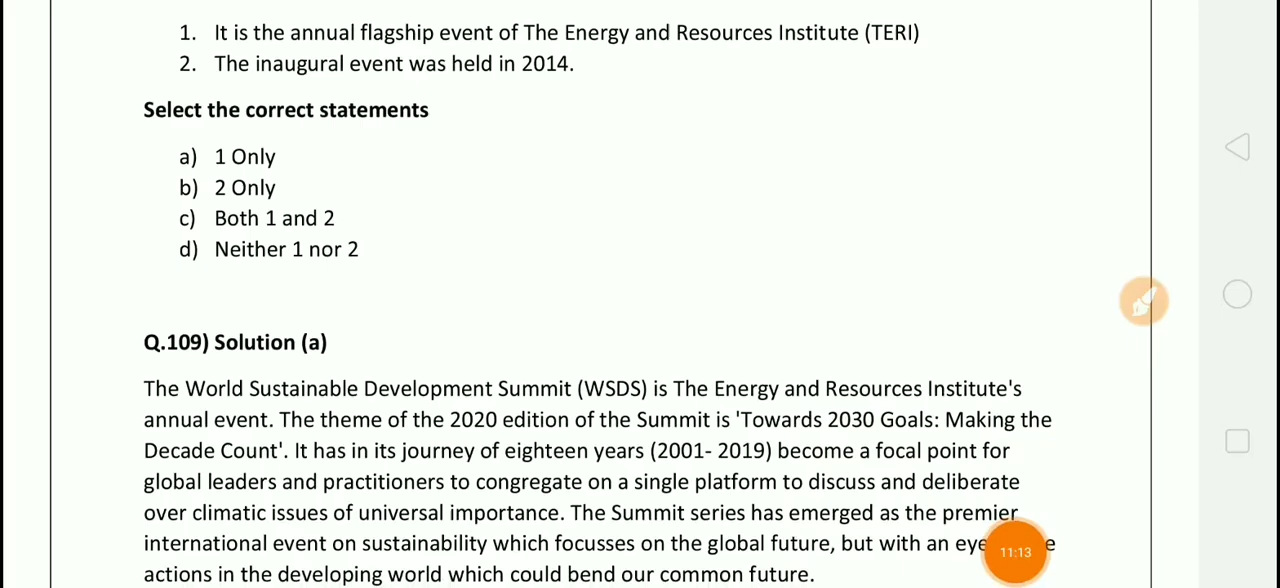 1. It is the annual flagship event of The Energy and Resources Institute (TERI)
2. The inaugural event was held in 2014.
Select the correct statements
a) 1 Only
b) 2 Only
c) Both 1 and 2
d) Neither 1 nor 2
Q.109) Solution (a)
The World Sustainable Development Summit (WSDS) is The Energy and Resources Institute's
annual event. The theme of the 2020 edition of the Summit is 'Towards 2030 Goals: Making the
Decade Count'. It has in its journey of eighteen years (2001- 2019) become a focal point for
global leaders and practitioners to congregate on a single platform to discuss and deliberate
over climatic issues of universal importance. The Summit series has emerged as the premier
international event on sustainability which focusses on the global future, but with an eye
11:13
actions in the developing world which could bend our common future.